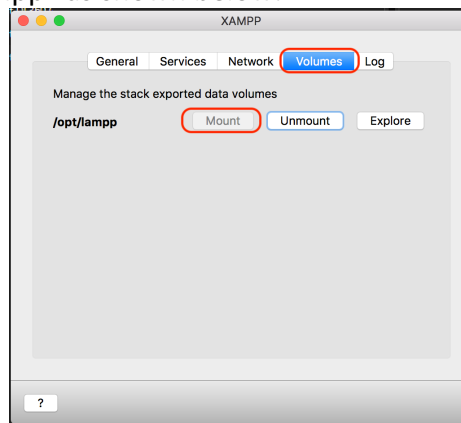 XAMPP
General Services Network Volumes Log
Manage the stack exported data volumes
/opt/lampp Mount Unmount Explore
?